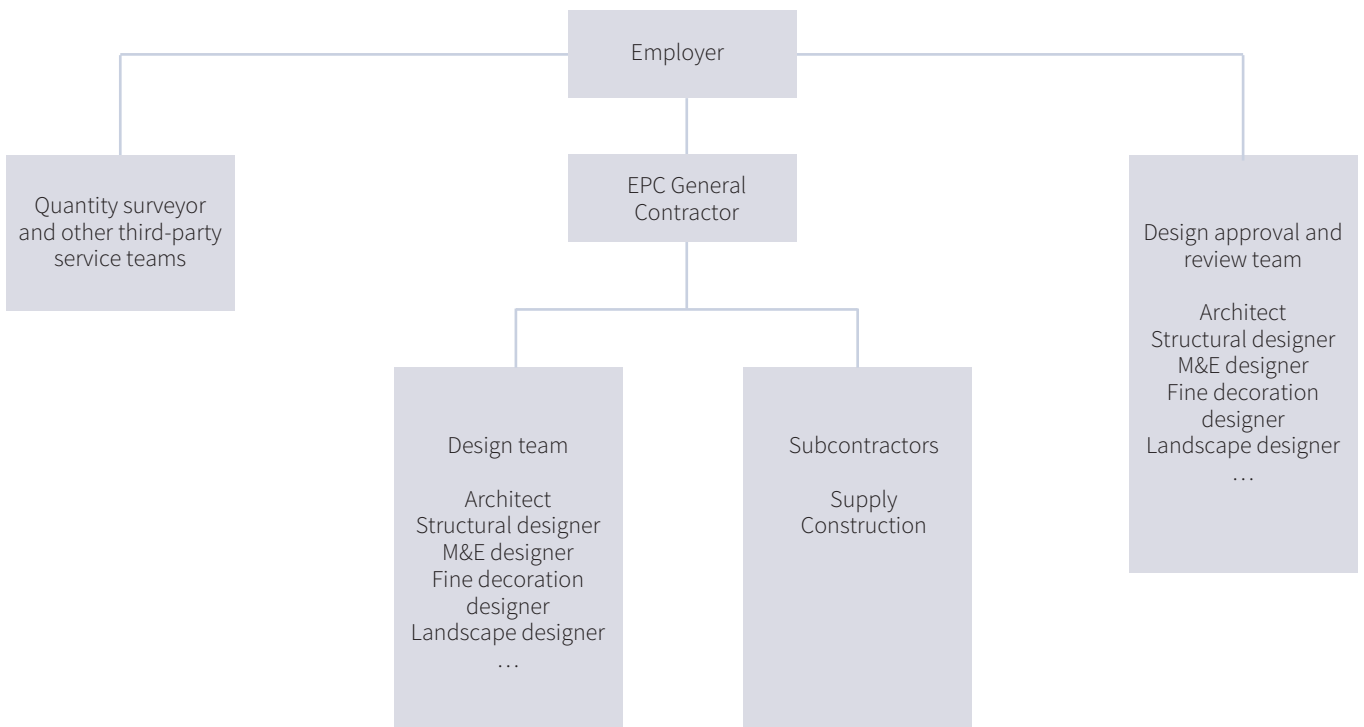 Employer
Quantity surveyor
and other third-party
service teams
EPC General
Contractor
Design approval and
review team
Architect
Structural designer
M&E designer
Fine decoration
designer
Landscape designer
…
Design team
Architect
Structural designer
M&E designer
Fine decoration
designer
Landscape designer
…
Subcontractors
Supply
Construction